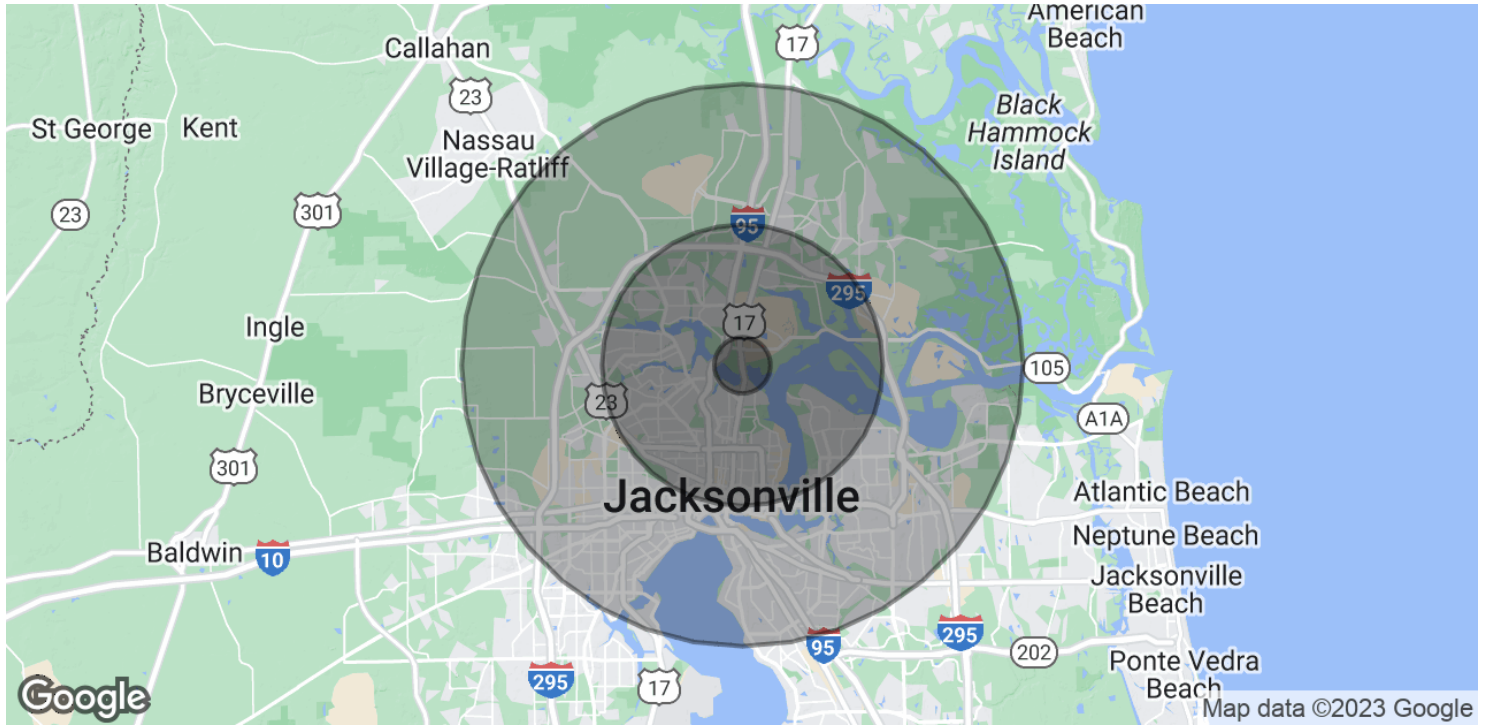 American
Beach
17
Callahan
23
Black
Hammock
Island
St George
Kent
Nassau
Village-Ratliff
23
301
95
295
17
Ingle
105
Bryceville
23
A1A
301
Jacksonville
Atlantic Beach
Neptune Beach
Baldwin
10
Jacksonville
Beach
95
295
202
Ponte Vedra
Beach
295
17
Google
Map data ©2023 Google